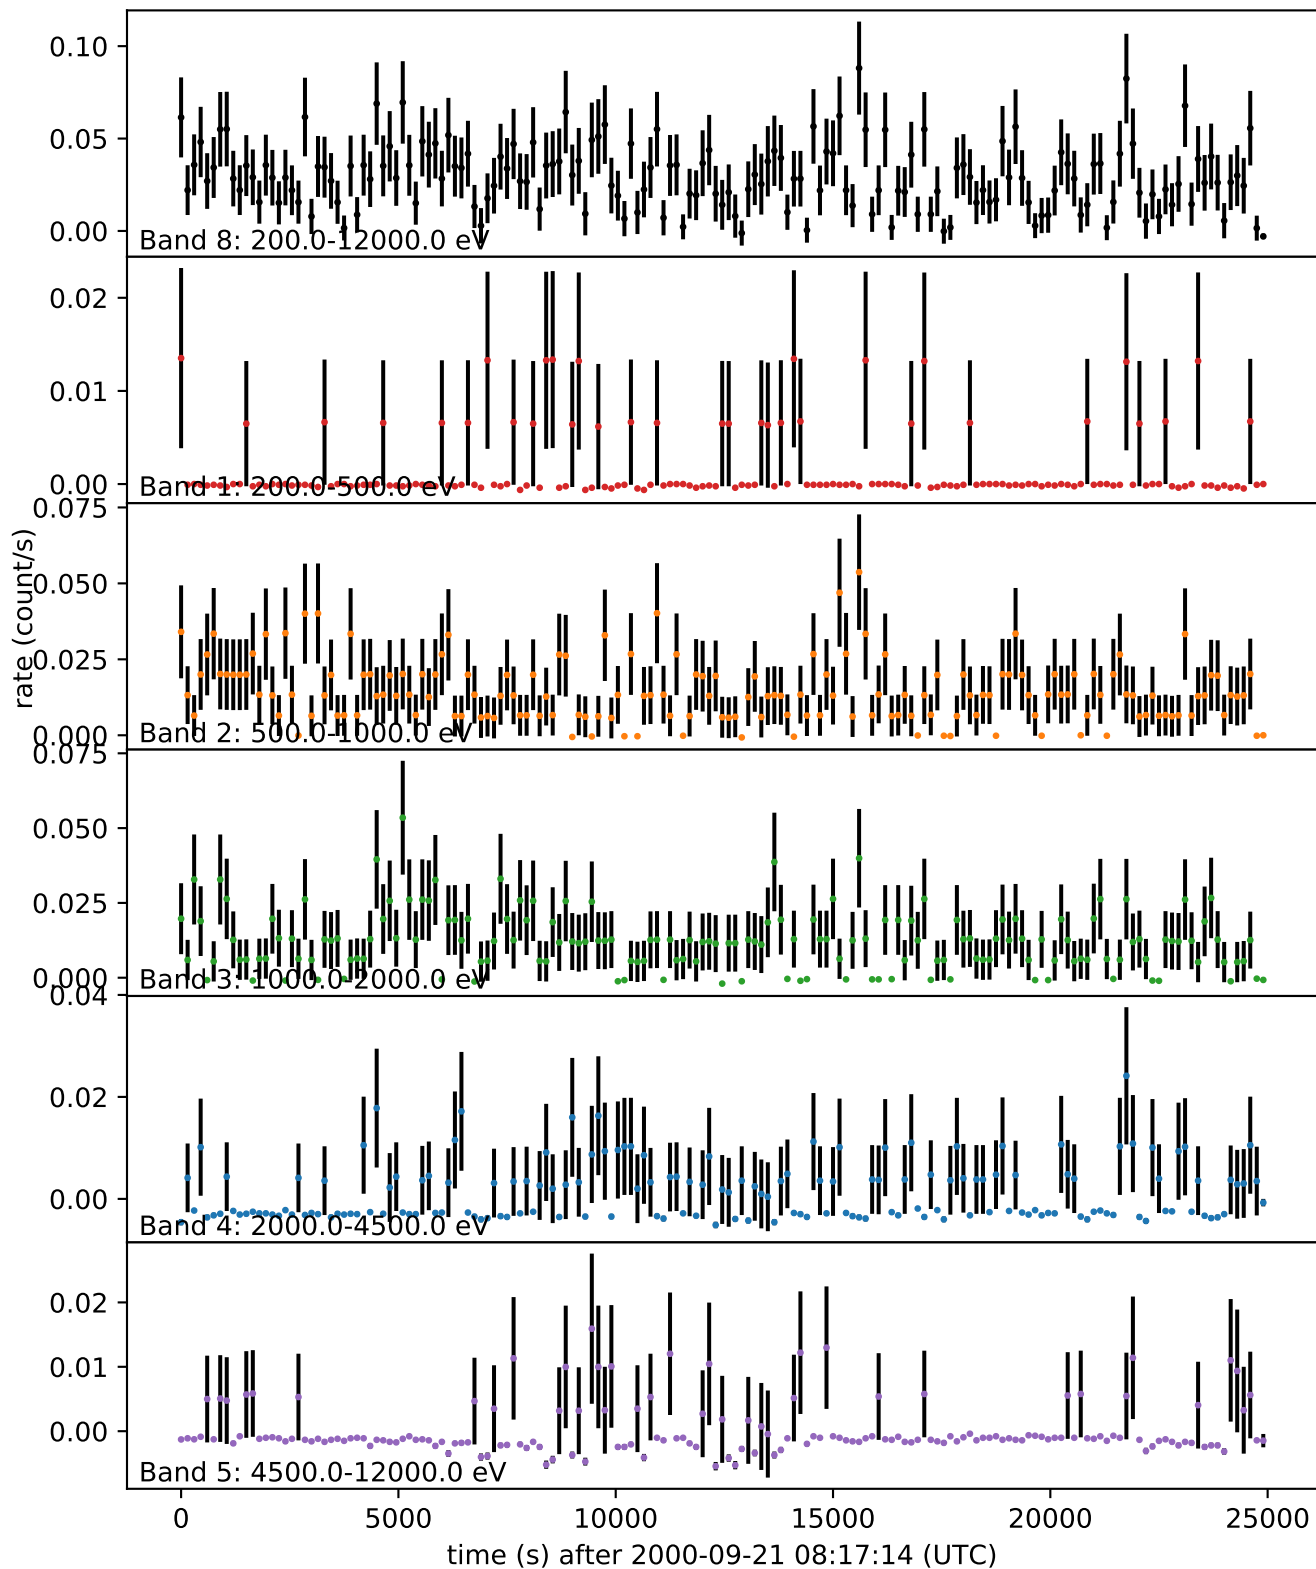 0.10
0.05
0.00
Band 8: 200.0-12000.0 eV
0.02
0.01
0.00
Band 1: 200.0-500.0 eV
rate (count/s)
0.075
0.050
0.025
0.000
Band 2: 500.0-1000.0 eV
0.075
0.050
0.025
0.000
Band 3: 1000.0-2000.0 eV
0.04
0.02
0.00
Band 4: 2000.0-4500.0 eV
0.02
0.01
0.00
Band 5: 4500.0-12000.0 eV
0 5000 10000 15000 20000 25000
time (s) after 2000-09-21 08:17:14 (UTC)